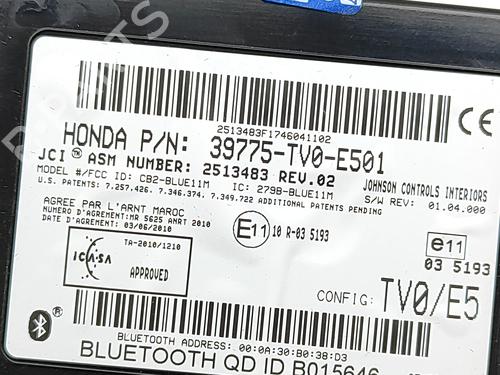 2513483F1746041102
HONDA P/N: 39775-TV0-E501
JCI™ ASM NUMBER: 2513483 REV.02
MODEL #/FCC ID: CB2-BLUE11M IC: 279B-BLUE11M JOHNSON CONTROLS INTERIORS
U.S. PATENTS: 7.257.426, 7.346.374, 7.349.722 ADDITIONAL PATENTS PENDING S/W REV: 01.04.000
AGREE PAR L'ARNT MAROC
NUMERO D'AGREMENT:MR 5625 ANRT 2010
DATE D'AGREMENT: 03/06/2010
E11 10 R-03 5193
e11
03 5193
TA-2010/1210
ICASA
APPROVED
CONFIG: TV0/E5
BLUETOOTH ADDRESS: 00:0A:30:B0:38:D3
BLUETOOTH QD ID B015646